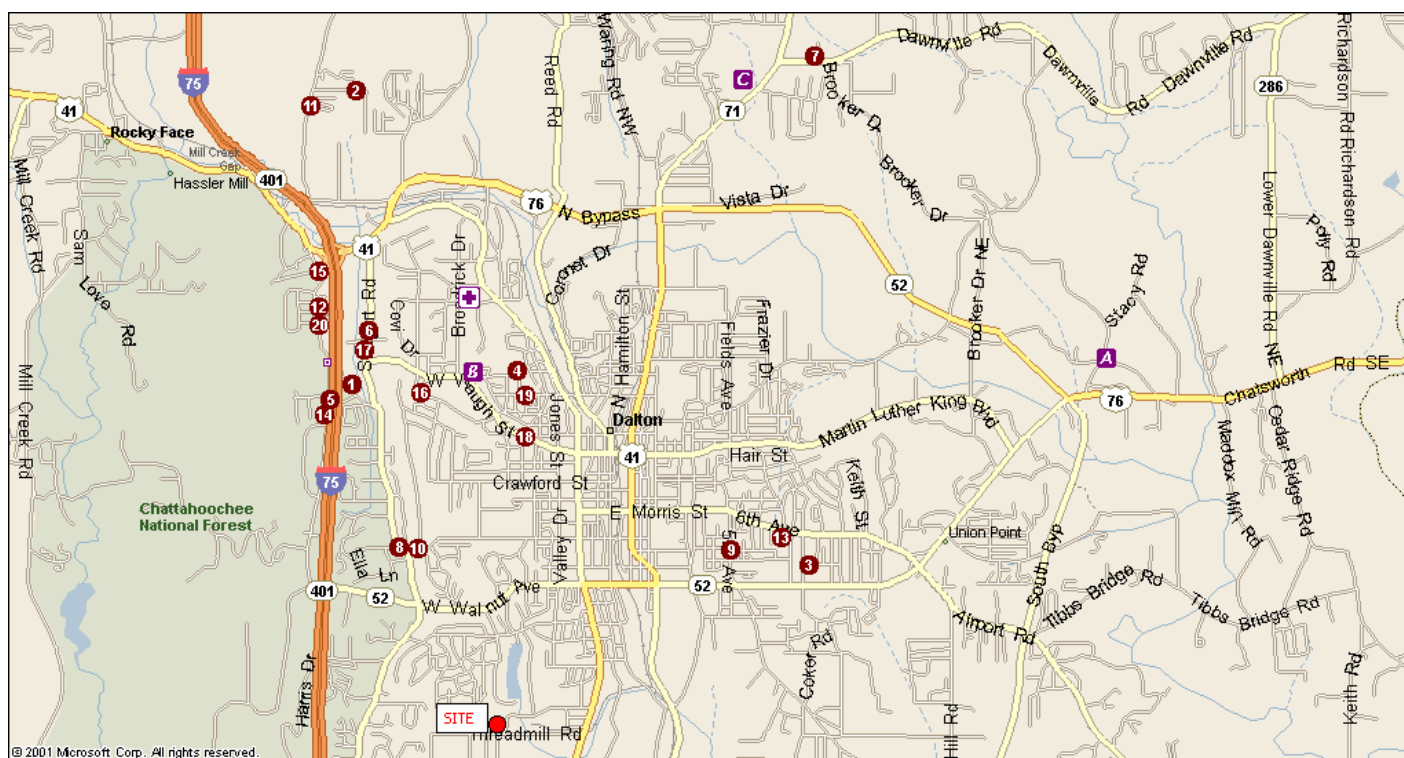 75
11
2
41
Rocky Face
Mill Creek
Gap
Hassler Mill
401
Mill Creek Rd
Sam
Love Rd
Reed Rd
Waring Rd NW
C
71
7
Dawnville Rd
Dawnville
Rd
Dawnville Rd
Brooker Dr
Brooker Dr
286
Richardson Rd
Richardson Rd
76
N Bypass
Vista Dr
41
15
12
20
6
17
Cowl Dr
Brodrick Dr
Comst Dr
N Hamilton St
Frazier Dr
Fields Ave
52
Brooker Dr NE
Stacy Rd
A
Lower Dawnville Rd NE
Polly Rd
Chatsworth Rd SE
76
1
5
14
16
B
4
19
18
W Waugh St
Jones St
Dalton
41
Martin Luther King Blvd
Hair St
Keith St
Crawford St
E Morris St
6th Ave
75
Chattahoochee
National Forest
Mill Creek Rd
8
10
Ella Ln
Valley Dr
9
5 Ave
13
3
Union Point
South Byp
Maddox Mill Rd
Cedar Ridge Rd
401
52
W Walnut Ave
52
Airport Rd
Tibbs Bridge Rd
Tibbs Bridge Rd
Harris Dr
Coker Rd
Hill Rd
Keith Rd
SITE
Threadmill Rd
© 2001 Microsoft Corp. All rights reserved.